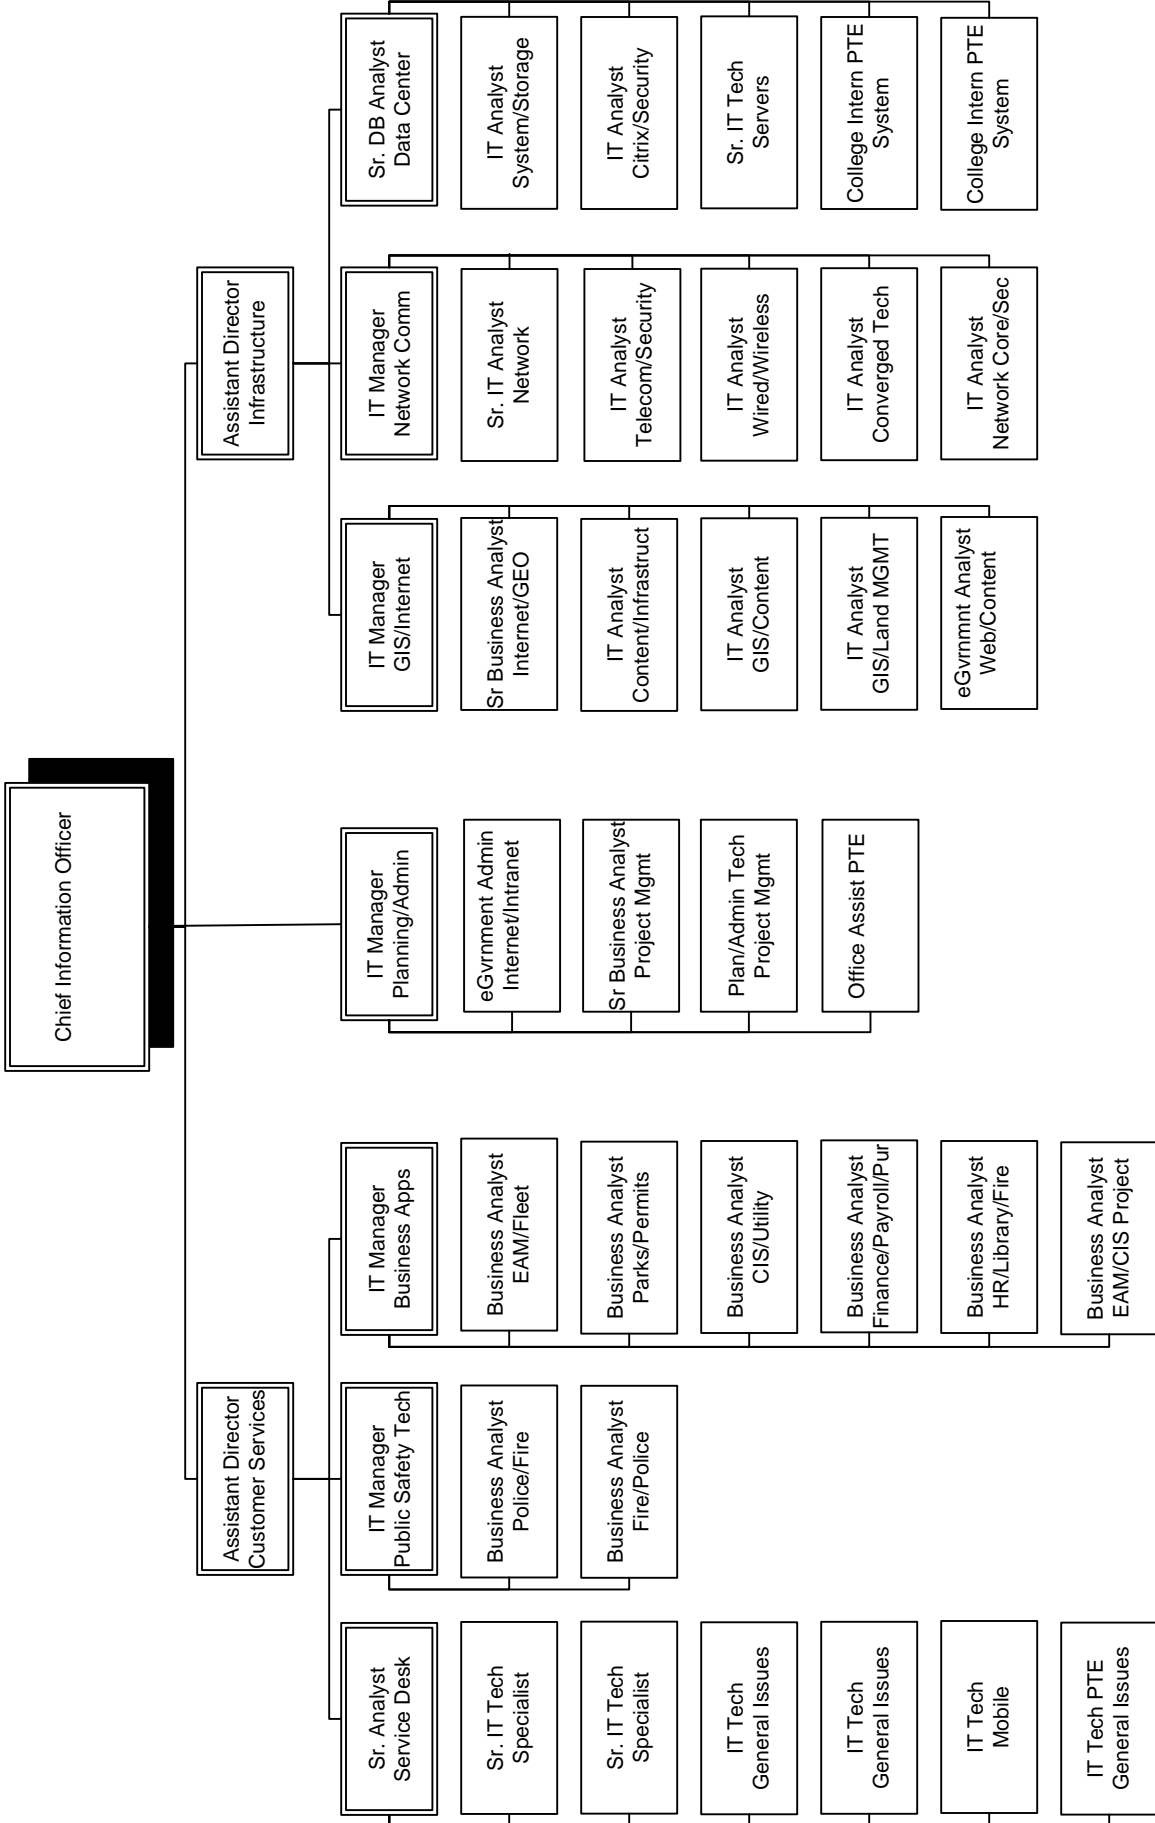 Chief Information Officer
Assistant Director
Customer Services
Assistant Director
Infrastructure
Sr. Analyst
Service Desk
IT Manager
Public Safety Tech
IT Manager
Business Apps
IT Manager
Planning/Admin
IT Manager
GIS/Internet
IT Manager
Network Comm
Sr. DB Analyst
Data Center
Sr. IT Tech
Specialist
Business Analyst
Police/Fire
Business Analyst
EAM/Fleet
eGvrnment Admin
Internet/Intranet
Sr Business Analyst
Internet/GEO
Sr. IT Analyst
Network
IT Analyst
System/Storage
Sr. IT Tech
Specialist
Business Analyst
Fire/Police
Business Analyst
Parks/Permits
Sr Business Analyst
Project Mgmt
IT Analyst
Content/Infrastruct
IT Analyst
Telecom/Security
IT Analyst
Citrix/Security
IT Tech
General Issues
Business Analyst
CIS/Utility
Plan/Admin Tech
Project Mgmt
IT Analyst
GIS/Content
IT Analyst
Wired/Wireless
Sr. IT Tech
Servers
IT Tech
General Issues
Business Analyst
Finance/Payroll/Pur
Office Assist PTE
IT Analyst
GIS/Land MGMT
IT Analyst
Converged Tech
College Intern PTE
System
IT Tech
Mobile
Business Analyst
HR/Library/Fire
eGvrnmnt Analyst
Web/Content
IT Analyst
Network Core/Sec
College Intern PTE
System
IT Tech PTE
General Issues
Business Analyst
EAM/CIS Project